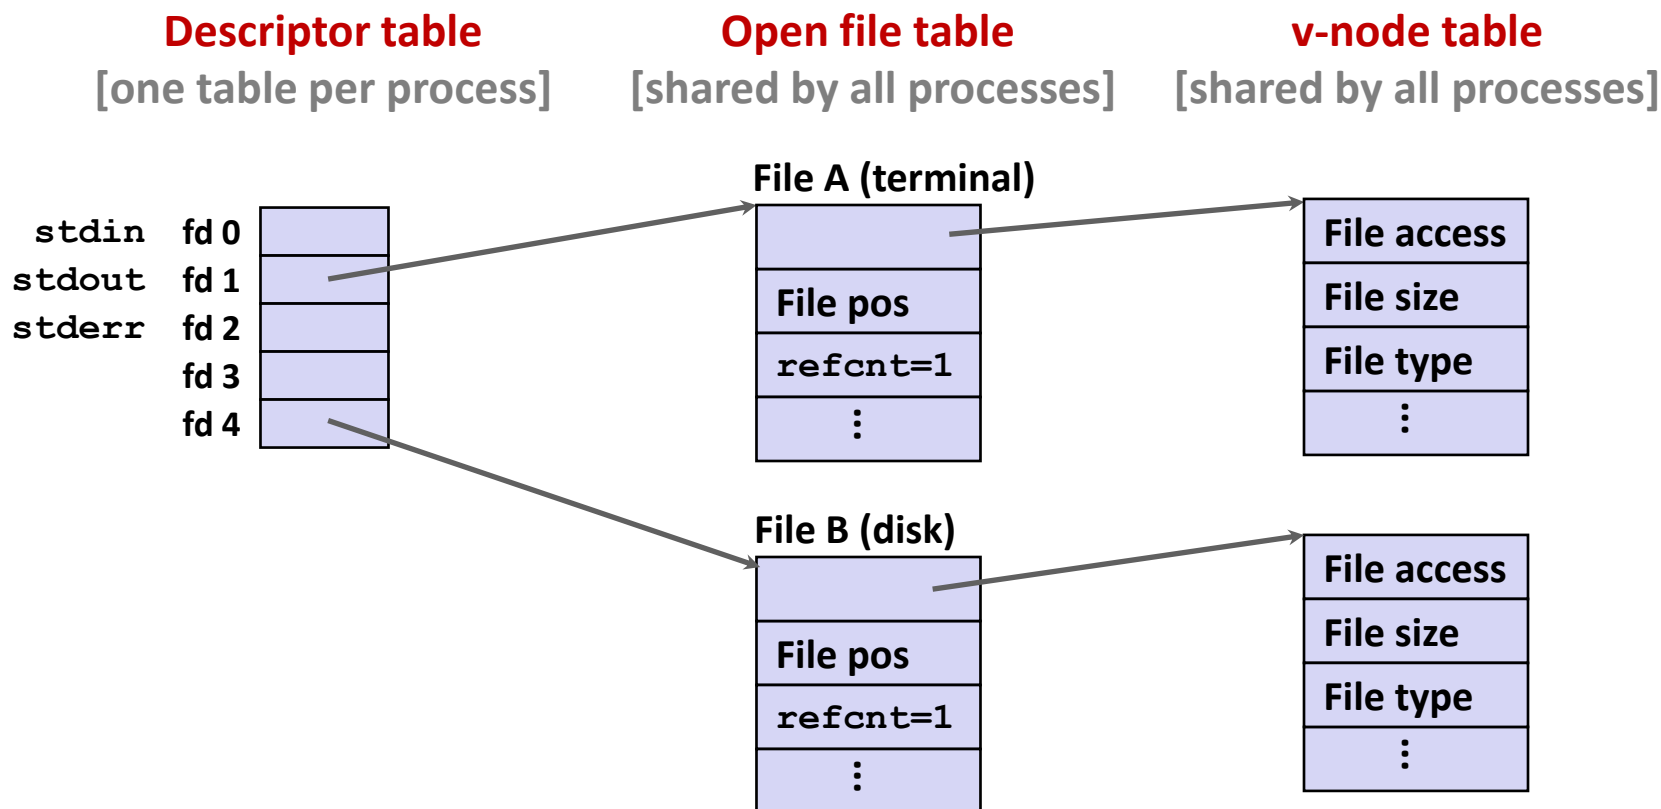 Descriptor table
[one table per process]
Open file table
[shared by all processes]
v-node table
[shared by all processes]
stdin fd 0
stdout fd 1
stderr fd 2
fd 3
fd 4
File A (terminal)
File pos
refcnt=1
⋮
File access
File size
File type
⋮
File B (disk)
File pos
refcnt=1
⋮
File access
File size
File type
⋮